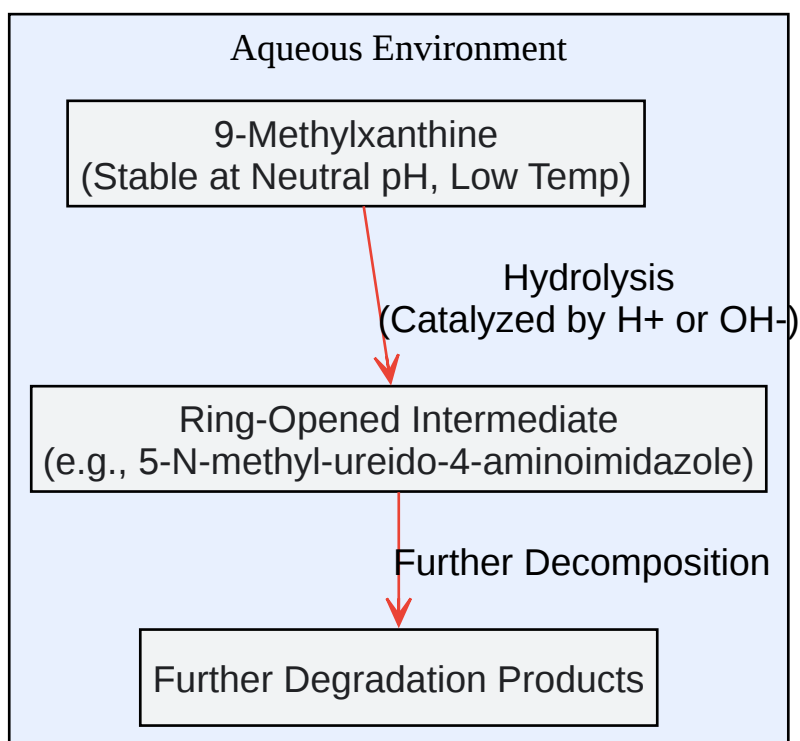 Aqueous Environment
9-Methylxanthine
(Stable at Neutral pH, Low Temp)
Hydrolysis
(Catalyzed by H+ or OH-)
Ring-Opened Intermediate
(e.g., 5-N-methyl-ureido-4-aminoimidazole)
Further Decomposition
Further Degradation Products